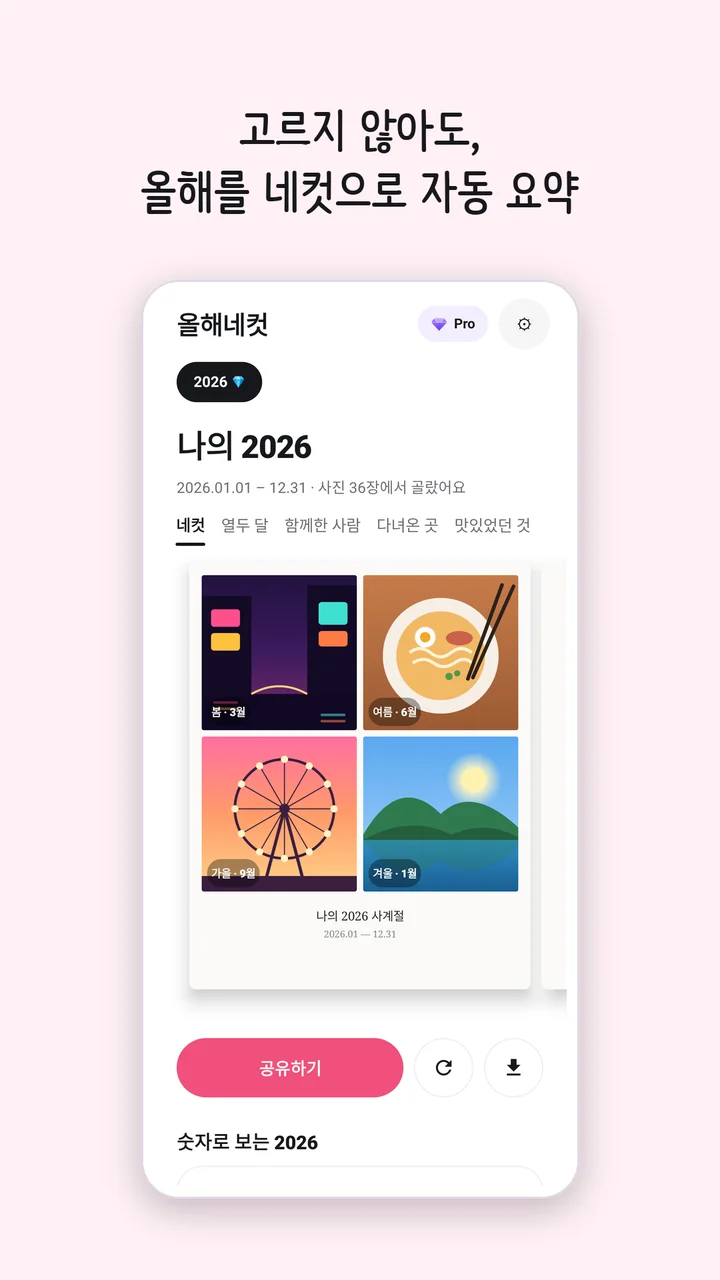 고르지 않아도,
올해를 네컷으로 자동 요약
올해네컷
Pro
2026
나의 2026
2026.01.01 – 12.31 · 사진 36장에서 골랐어요
네컷 열두 달 함께한 사람 다녀온 곳 맛있었던 것
봄 · 3월
여름 · 6월
가을 · 9월
겨울 · 1월
나의 2026 사계절
2026.01 — 12.31
공유하기
숫자로 보는 2026